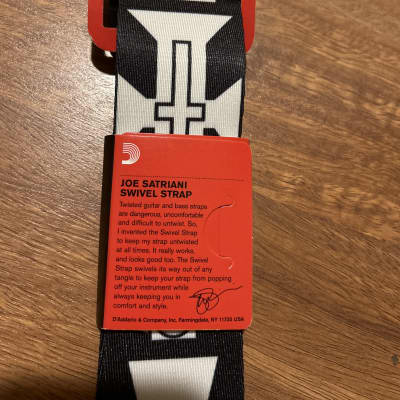 JOE SATRIANI
SWIVEL STRAP
Twisted guitar and bass straps
are dangerous, uncomfortable
and difficult to untwist. So,
I invented the Swivel Strap
to keep my strap untwisted
at all times. It really works,
and looks good too. The Swivel
Strap swivels its way out of any
tangle to keep your strap from popping
off your instrument while
always keeping you in
comfort and style.
D'Addario & Company, Inc. Farmingdale, NY 11735 USA